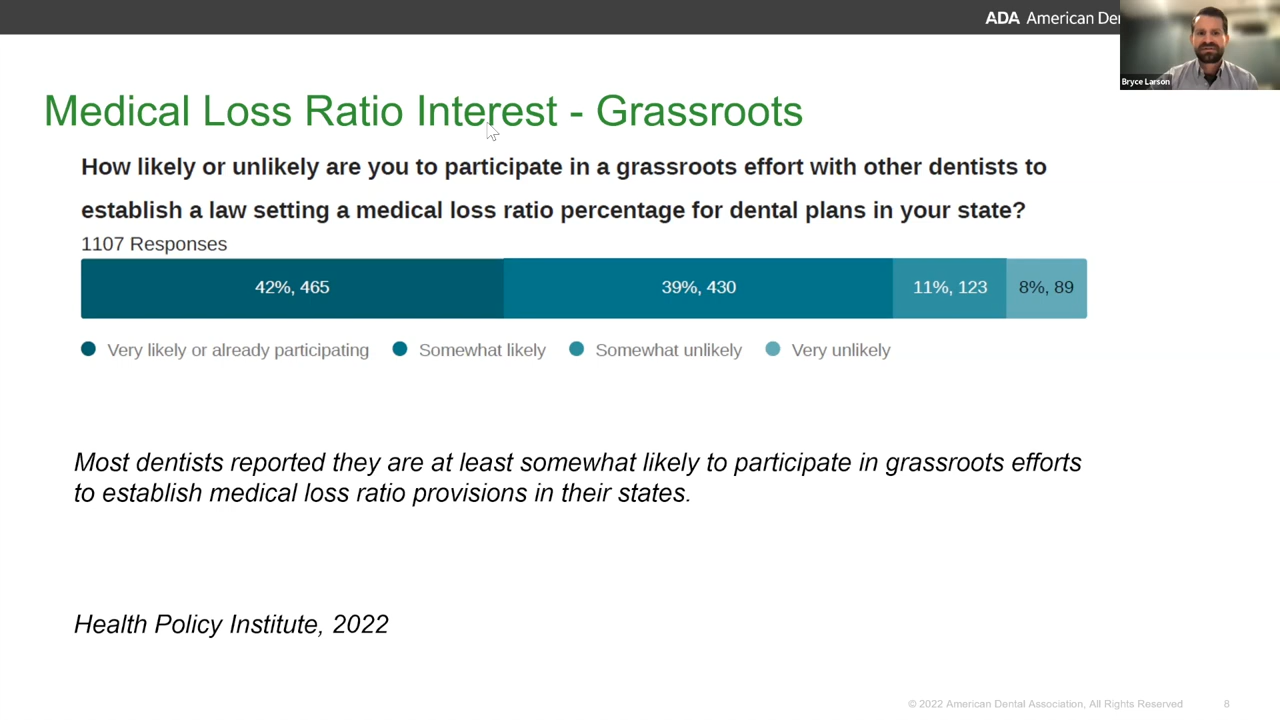 ADA American De
Bryce Larson
Medical Loss Ratio Interest - Grassroots
How likely or unlikely are you to participate in a grassroots effort with other dentists to
establish a law setting a medical loss ratio percentage for dental plans in your state?
1107 Responses
42%, 465 39%, 430 11%, 123 8%, 89
Very likely or already participating Somewhat likely Somewhat unlikely Very unlikely
Most dentists reported they are at least somewhat likely to participate in grassroots efforts
to establish medical loss ratio provisions in their states.
Health Policy Institute, 2022
© 2022 American Dental Association, All Rights Reserved 8